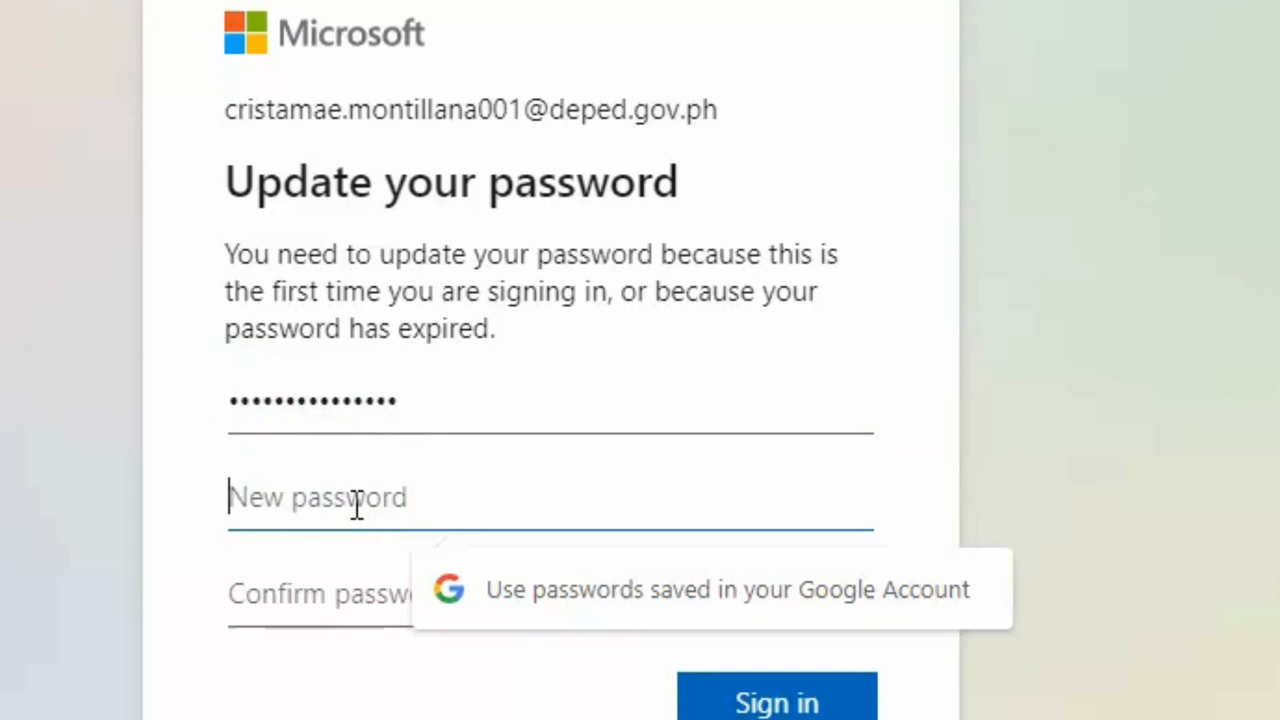 Microsoft
cristamae.montillana001@deped.gov.ph
Update your password
You need to update your password because this is
the first time you are signing in, or because your
password has expired.
•••••••••••••••
New password
Confirm passw
Use passwords saved in your Google Account
Sign in